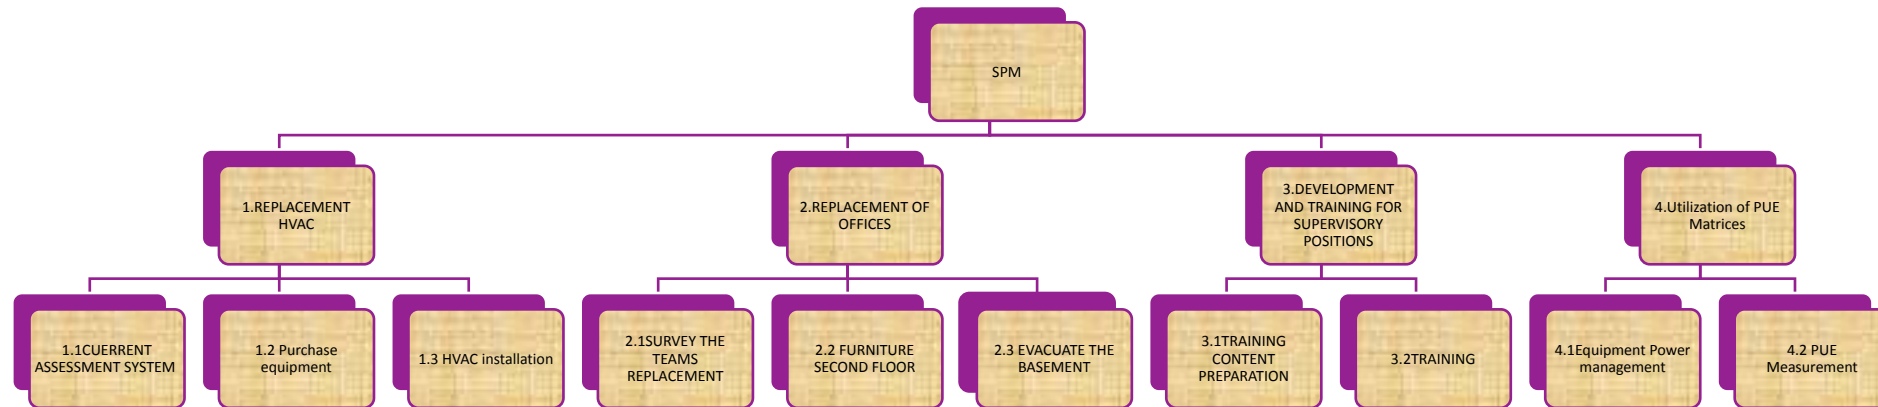 SPM
1.REPLACEMENT
HVAC
2.REPLACEMENT OF
OFFICES
3.DEVELOPMENT
AND TRAINING FOR
SUPERVISORY
POSITIONS
4.Utilization of PUE
Matrices
1.1CUERRENT
ASSESSMENT SYSTEM
1.2 Purchase
equipment
1.3 HVAC installation
2.1SURVEY THE
TEAMS
REPLACEMENT
2.2 FURNITURE
SECOND FLOOR
2.3 EVACUATE THE
BASEMENT
3.1TRAINING
CONTENT
PREPARATION
3.2TRAINING
4.1Equipment Power
management
4.2 PUE
Measurement